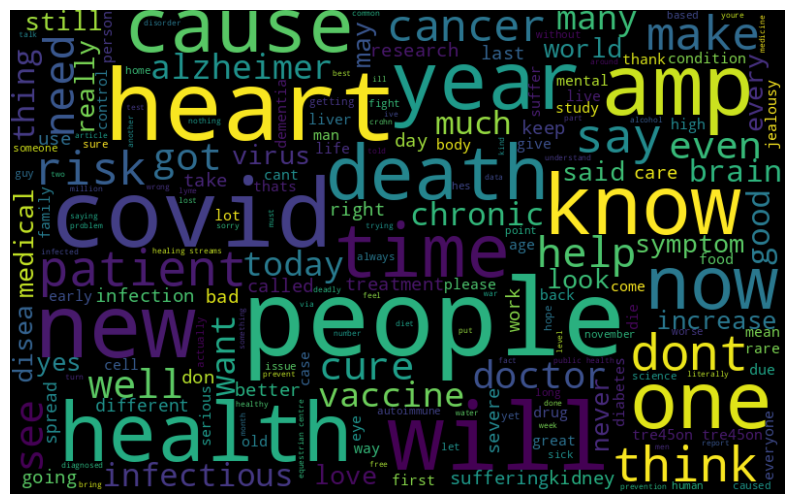 still
cause
cancer
many
make
heart
year
amp
covid
death
know
people
time
new
health
will
one
dont
now
think
need
thing
really
control
person
alzheimer
research
last
world
may
thank
condition
every
jealousy
much
mental
live
study
high
say
even
brain
said
care
good
risk
got
virus
use
sure
man
liver
life
day
body
keep
give
suffer
without
dementia
getting
fight
home
test
nothing
best
ill
disorder
talk
common
based
youre
medicine
around
someone
guy
two
family
medical
million
wrong
lyme
lost
take
thats
cant
hes
data
kind
understand
alcohol
part
patient
today
lot
sorry
must
right
trying
chronic
point
age
help
symptom
food
saying
problem
infected
healing streams
called
always
treatment
please
look
come
increase
early
infection
bad
deadly
via
feel
war
back
work
hope
november
die
worse
mean
rare
disea
yes
cell
don
want
issue
number
diet
put
case
cure
level
fact
public health
doctor
science
literally
due
see
well
turn
prevent
better
vaccine
spread
different
serious
month
healthy
old
eye
way
autoimmune
water
long
done
week
yet
drug
severe
great
sick
never
diabetes
tre45on tre45on
everyone
going
diagnosed
bring
infectious
equestrian centre
love
free
first
let
suffering
kidney
more
report
prevention
human
caused
actually
something
another
article